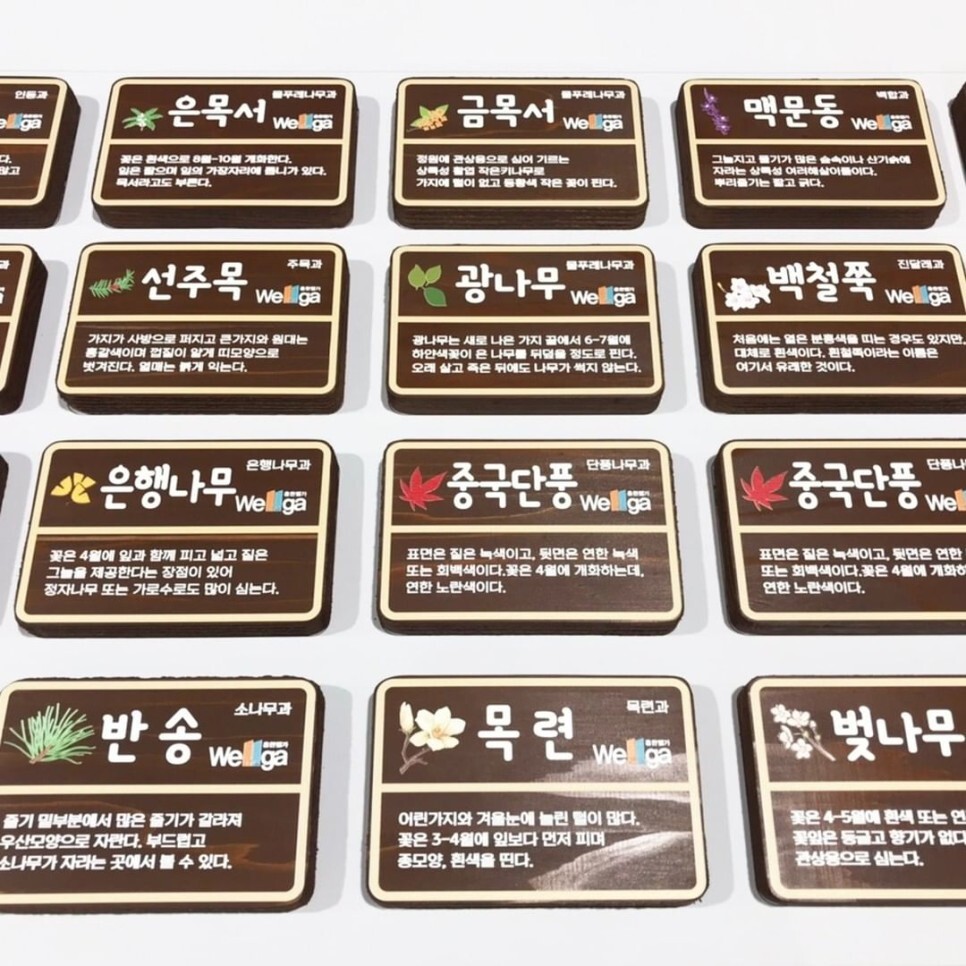 인동과
Wellga
다.
많고
은목서
물푸레나무과
Wellga
꽃은 흰색으로 8월-10월 개화한다.
잎은 짧으며 잎의 가장자리에 톱니가 있다.
목서라고도 부른다.
금목서
물푸레나무과
Wellga
정원에 관상용으로 심어 기르는
상록성 활엽 작은키나무로
가지에 털이 없고 등황색 작은 꽃이 핀다.
맥문동
백합과
Wellga
그늘지고 물기가 많은 숲속이나 산기슭에
자라는 상록성 여러해살이풀이다.
뿌리줄기는 짧고 굵다.
선주목
주목과
Wellga
가지가 사방으로 퍼지고 큰가지와 원대는
홍갈색이며 껍질이 얕게 띠모양으로
벗겨진다. 열매는 붉게 익는다.
광나무
물푸레나무과
Wellga
광나무는 새로 나온 가지 끝에서 6-7월에
하얀색꽃이 온 나무를 뒤덮을 정도로 핀다.
오래 살고 죽은 뒤에도 나무가 썩지 않는다.
백철쭉
진달래과
Wellga
처음에는 옅은 분홍색을 띠는 경우도 있지만,
대체로 흰색이다. 흰철쭉이라는 이름은
여기서 유래한 것이다.
은행나무
은행나무과
Wellga
꽃은 4월에 잎과 함께 피고 넓고 짙은
그늘을 제공한다는 장점이 있어
정자나무 또는 가로수로도 많이 심는다.
중국단풍
단풍나무과
Wellga
표면은 짙은 녹색이고, 뒷면은 연한 녹색
또는 회백색이다.꽃은 4월에 개화하는데,
연한 노란색이다.
중국단풍
단풍나
표면은 짙은 녹색이고, 뒷면은 연한
또는 회백색이다.꽃은 4월에 개화하
연한 노란색이다.
반송
소나무과
Wellga
줄기 밑부분에서 많은 줄기가 갈라져
우산모양으로 자란다. 부드럽고
소나무가 자라는 곳에서 볼 수 있다.
목련
목련과
Wellga
어린가지와 겨울눈에 눌린 털이 많다.
꽃은 3-4월에 잎보다 먼저 피며
종모양, 흰색을 띤다.
벚나무
꽃은 4-5월에 흰색 또는 연
꽃잎은 둥글고 향기가 없다
관상용으로 심는다.